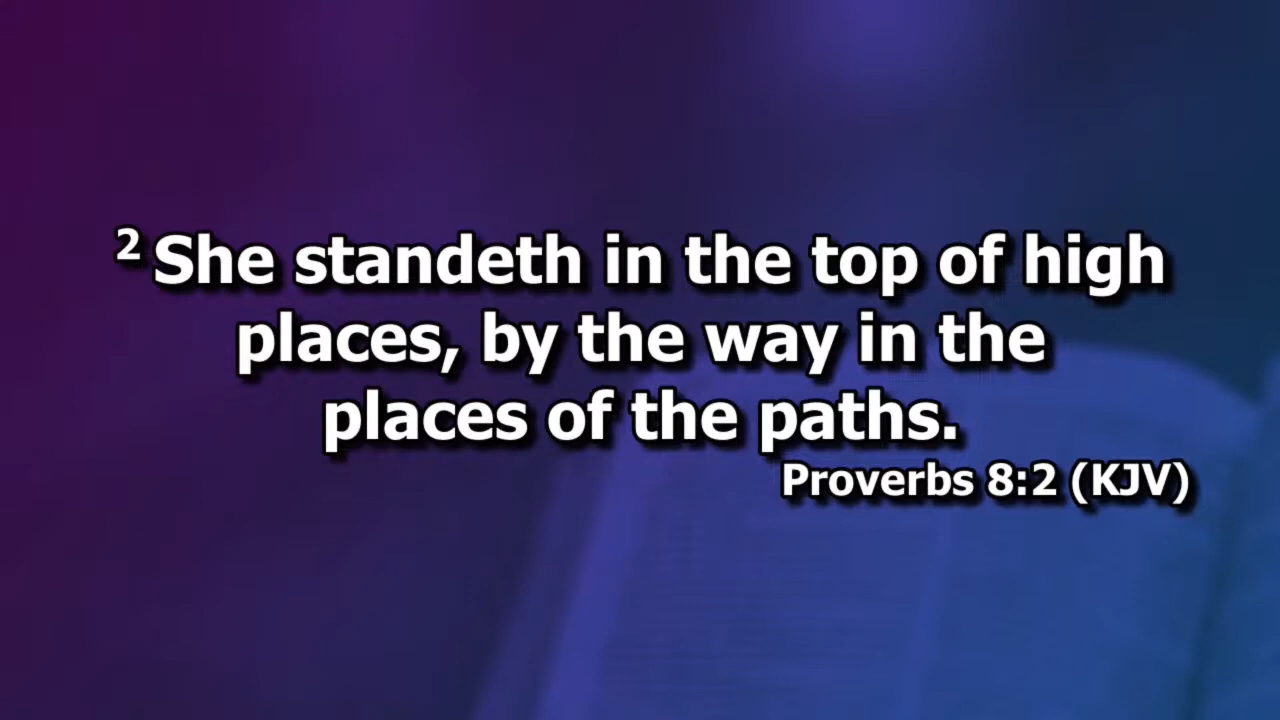 2 She standeth in the top of high
places, by the way in the
places of the paths.
Proverbs 8:2 (KJV)